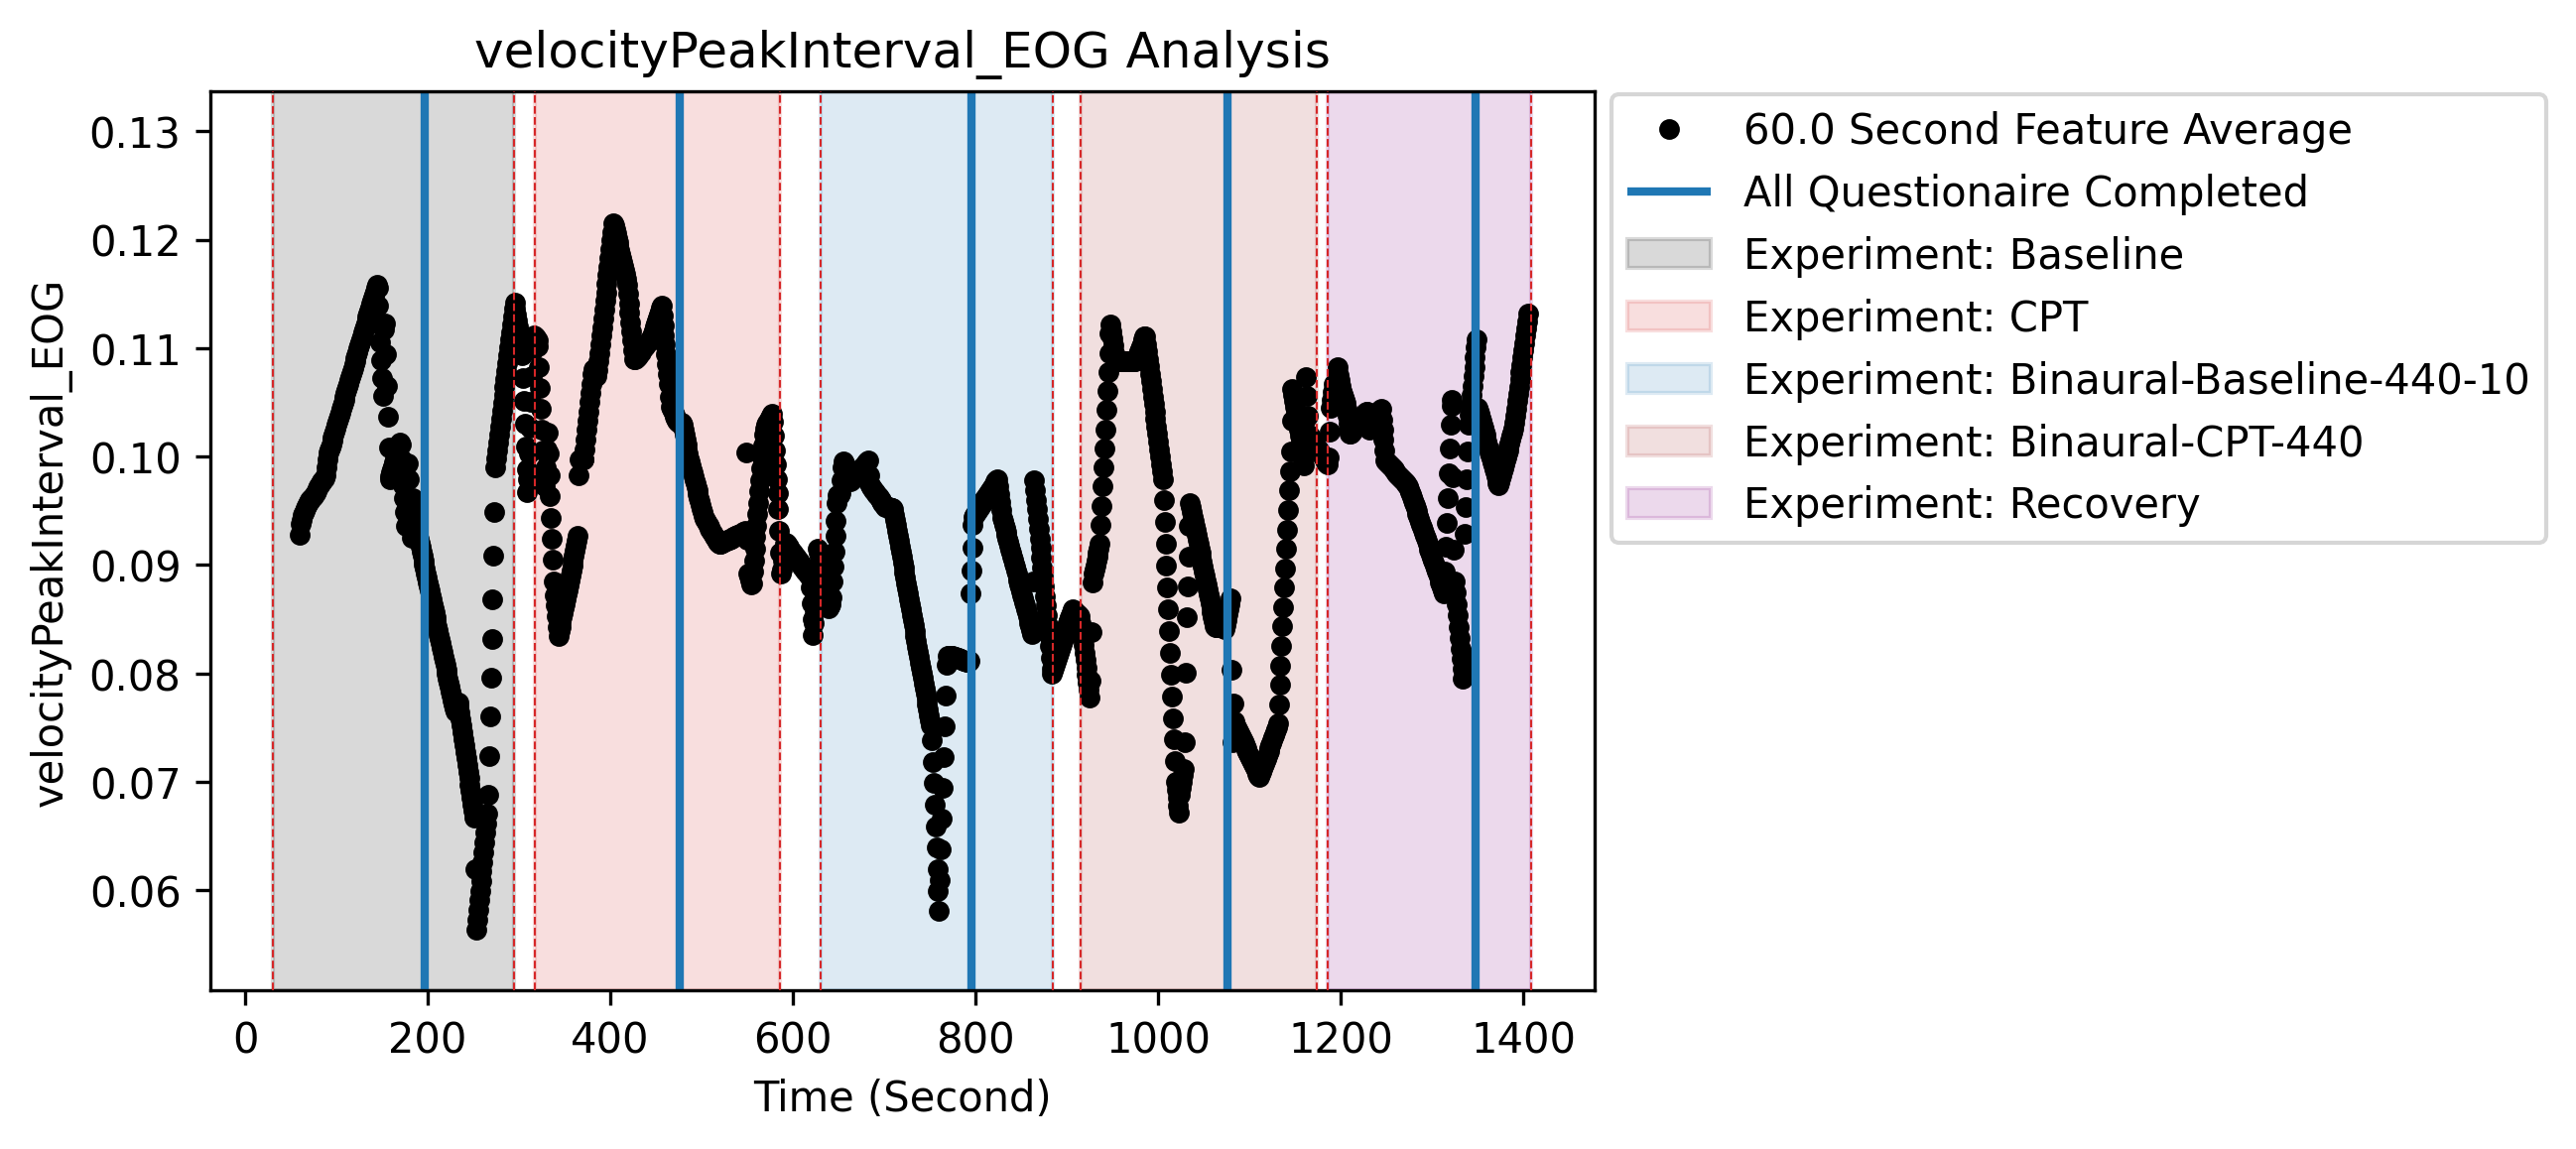 velocityPeakInterval_EOG Analysis
velocityPeakInterval_EOG
0.13
0.12
0.11
0.10
0.09
0.08
0.07
0.06
0
200
400
600
800
1000
1200
1400
Time (Second)
60.0 Second Feature Average
All Questionaire Completed
Experiment: Baseline
Experiment: CPT
Experiment: Binaural-Baseline-440-10
Experiment: Binaural-CPT-440
Experiment: Recovery